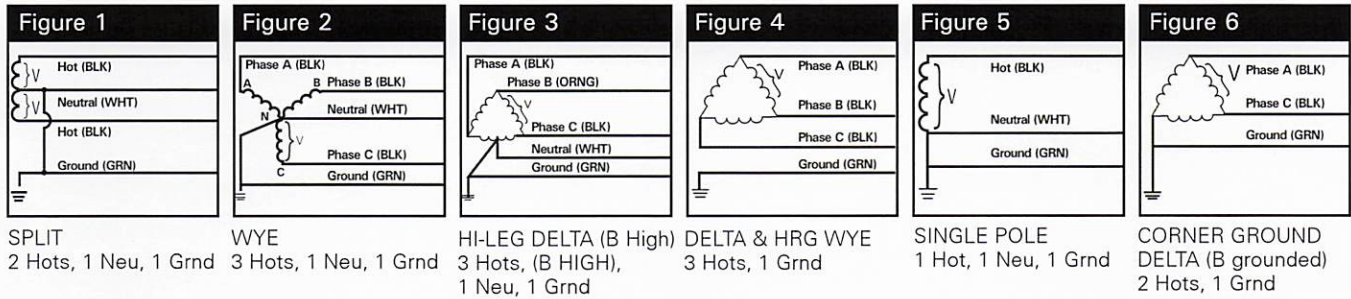 Figure 1
V
Hot (BLK)
V
Neutral (WHT)
Hot (BLK)
Ground (GRN)
SPLIT
2 Hots, 1 Neu, 1 Grnd
Figure 2
Phase A (BLK)
A
B
Phase B (BLK)
Neutral (WHT)
N
V
Phase C (BLK)
C
Ground (GRN)
WYE
3 Hots, 1 Neu, 1 Grnd
Figure 3
Phase A (BLK)
Phase B (ORNG)
V
Phase C (BLK)
Neutral (WHT)
Ground (GRN)
HI-LEG DELTA (B High)
3 Hots, (B HIGH),
1 Neu, 1 Grnd
Figure 4
V
Phase A (BLK)
Phase B (BLK)
Phase C (BLK)
Ground (GRN)
DELTA & HRG WYE
3 Hots, 1 Grnd
Figure 5
Hot (BLK)
V
Neutral (WHT)
Ground (GRN)
SINGLE POLE
1 Hot, 1 Neu, 1 Grnd
Figure 6
V
Phase A (BLK)
Phase C (BLK)
Ground (GRN)
CORNER GROUND
DELTA (B grounded)
2 Hots, 1 Grnd